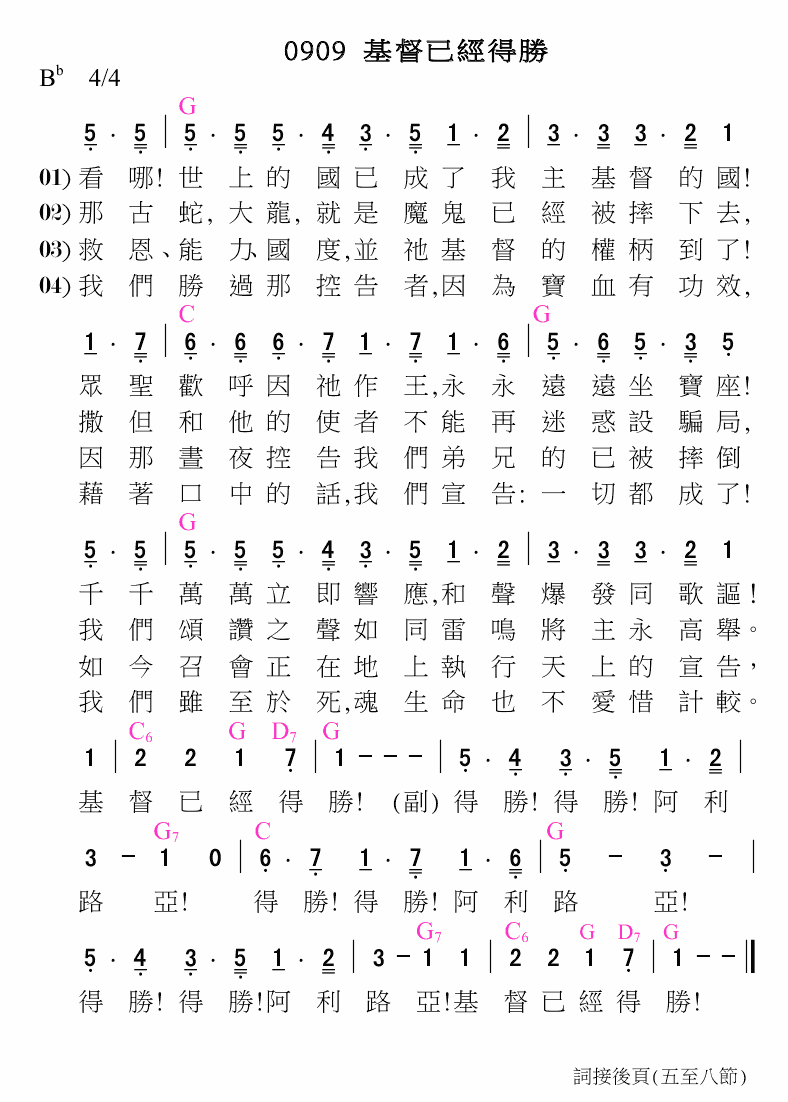 0909 基督已經得勝
B♭ 4/4
G
5 · 5 | 5 · 5 5 · 4 3 · 5 1 · 2 | 3 · 3 3 · 2 1
01)看哪!世上的國已成了我主基督的國!
02)那古蛇,大龍,就是魔鬼已經被摔下去,
03)救恩、能力、國度,並祂基督的權柄到了!
04)我們勝過那控告者,因為寶血有功效,
C G
1 · 7 | 6 · 6 6 · 7 1 · 7 1 · 6 | 5 · 6 5 · 3 5
眾聖歡呼因祂作王,永永遠遠坐寶座!
撒但和他的使者不能再迷惑設騙局,
因那晝夜控告我們弟兄的已被摔倒
藉著口中的話,我們宣告:一切都成了!
G
5 · 5 | 5 · 5 5 · 4 3 · 5 1 · 2 | 3 · 3 3 · 2 1
千千萬萬立即響應,和聲爆發同歌謳!
我們頌讚之聲如同雷鳴將主永高舉。
如今召會正在地上執行天上的宣告,
我們雖至於死,魂生命也不愛惜計較。
C6 G D7 G
1 | 2 2 1 7 | 1 - - - | 5 · 4 3 · 5 1 · 2 |
基督已經得勝!(副)得勝!得勝!阿利
G7 C G
3 - 1 0 | 6 · 7 1 · 7 1 · 6 | 5 - 3 - |
路亞! 得勝!得勝!阿利路亞!
G7 C6 G D7 G
5 · 4 3 · 5 1 · 2 | 3 - 1 1 | 2 2 1 7 | 1 - - ||
得勝!得勝!阿利路亞!基督已經得勝!
詞接後頁(五至八節)